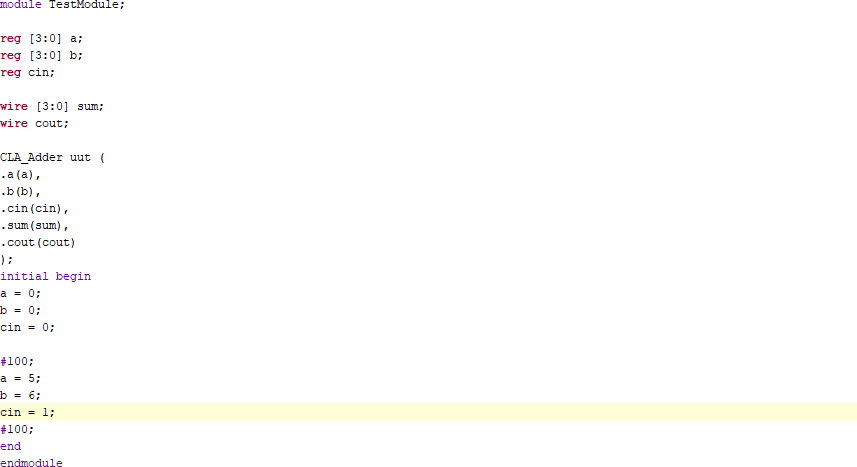 module TestModule;
reg [3:0] a;
reg [3:0] b;
reg cin;
wire [3:0] sum;
wire cout;
CLA_Adder uut (
.a(a),
.b(b),
.cin(cin),
.sum(sum),
.cout(cout)
);
initial begin
a = 0;
b = 0;
cin = 0;
#100;
a = 5;
b = 6;
cin = 1;
#100;
end
endmodule